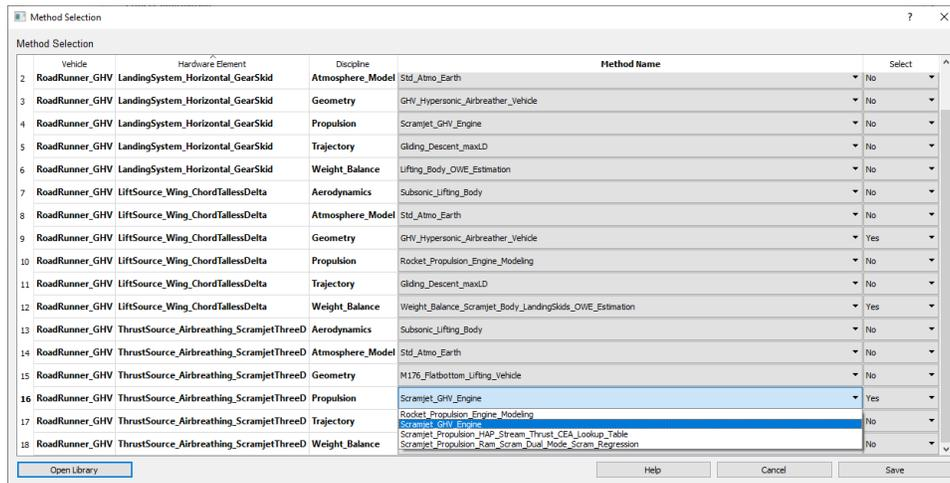 Method Selection
? X
Method Selection
Vehicle Hardware Element Discipline Method Name Select
2 RoadRunner_GHV LandingSystem_Horizontal_GearSkid Atmosphere_Model Std_Atmo_Earth No
3 RoadRunner_GHV LandingSystem_Horizontal_GearSkid Geometry GHV_Hypersonic_Airbreather_Vehicle No
4 RoadRunner_GHV LandingSystem_Horizontal_GearSkid Propulsion Scramjet_GHV_Engine No
5 RoadRunner_GHV LandingSystem_Horizontal_GearSkid Trajectory Gliding_Descent_maxLD No
6 RoadRunner_GHV LandingSystem_Horizontal_GearSkid Weight_Balance Lifting_Body_OWE_Estimation No
7 RoadRunner_GHV LiftSource_Wing_ChordTallessDelta Aerodynamics Subsonic_Lifting_Body No
8 RoadRunner_GHV LiftSource_Wing_ChordTallessDelta Atmosphere_Model Std_Atmo_Earth No
9 RoadRunner_GHV LiftSource_Wing_ChordTallessDelta Geometry GHV_Hypersonic_Airbreather_Vehicle Yes
10 RoadRunner_GHV LiftSource_Wing_ChordTallessDelta Propulsion Rocket_Propulsion_Engine_Modeling No
11 RoadRunner_GHV LiftSource_Wing_ChordTallessDelta Trajectory Gliding_Descent_maxLD No
12 RoadRunner_GHV LiftSource_Wing_ChordTallessDelta Weight_Balance Weight_Balance_Scramjet_Body_LandingSkids_OWE_Estimation Yes
13 RoadRunner_GHV ThrustSource_Airbreathing_ScramjetThreeD Aerodynamics Subsonic_Lifting_Body No
14 RoadRunner_GHV ThrustSource_Airbreathing_ScramjetThreeD Atmosphere_Model Std_Atmo_Earth No
15 RoadRunner_GHV ThrustSource_Airbreathing_ScramjetThreeD Geometry M176_Flatbottom_Lifting_Vehicle No
16 RoadRunner_GHV ThrustSource_Airbreathing_ScramjetThreeD Propulsion Scramjet_GHV_Engine Yes
Rocket_Propulsion_Engine_Modeling
17 RoadRunner_GHV ThrustSource_Airbreathing_ScramjetThreeD Trajectory Scramjet_GHV_Engine No
Scramjet_Propulsion_HAP_Stream_Thrust_CEA_Lookup_Table
18 RoadRunner_GHV ThrustSource_Airbreathing_ScramjetThreeD Weight_Balance Scramjet_Propulsion_Ram_Scram_Dual_Mode_Scram_Regression No
Open Library Help Cancel Save